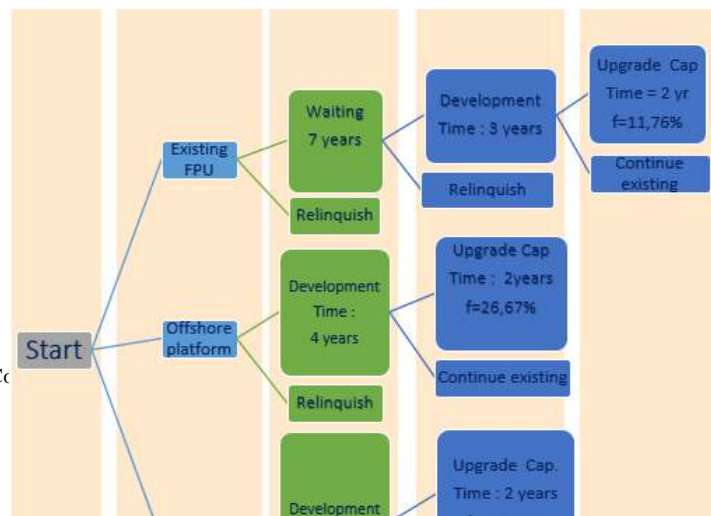 Upgrade Cap
Time = 2 yr
f=11,76%
Development
Time : 3 years
Waiting
7 years
Existing
FPU
Continue
existing
Relinquish
Relinquish
Upgrade Cap
Time : 2years
f=26,67%
Development
Time :
4 years
Offshore
platform
Start
Continue existing
Relinquish
Upgrade Cap.
Time : 2 years
Development